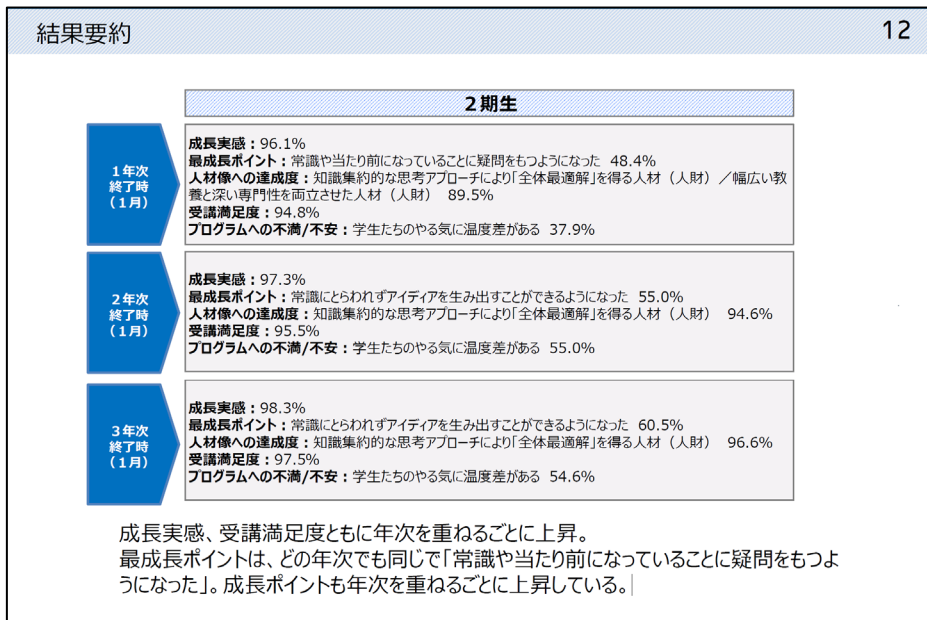 結果要約
12
2期生
1年次
終了時
(1月)
成長実感:96.1%
最成長ポイント:常識や当たり前になっていることに疑問をもつようになった 48.4%
人材像への達成度:知識集約的な思考アプローチにより「全体最適解」を得る人材(人財)/幅広い教
養と深い専門性を両立させた人材(人財) 89.5%
受講満足度:94.8%
プログラムへの不満/不安:学生たちのやる気に温度差がある 37.9%
2年次
終了時
(1月)
成長実感:97.3%
最成長ポイント:常識にとらわれずアイディアを生み出すことができるようになった 55.0%
人材像への達成度:知識集約的な思考アプローチにより「全体最適解」を得る人材(人財) 94.6%
受講満足度:95.5%
プログラムへの不満/不安:学生たちのやる気に温度差がある 55.0%
3年次
終了時
(1月)
成長実感:98.3%
最成長ポイント:常識にとらわれずアイディアを生み出すことができるようになった 60.5%
人材像への達成度:知識集約的な思考アプローチにより「全体最適解」を得る人材(人財) 96.6%
受講満足度:97.5%
プログラムへの不満/不安:学生たちのやる気に温度差がある 54.6%
成長実感、受講満足度ともに年次を重ねるごとに上昇。
最成長ポイントは、どの年次でも同じで「常識や当たり前になっていることに疑問をもつよ
うになった」。成長ポイントも年次を重ねるごとに上昇している。